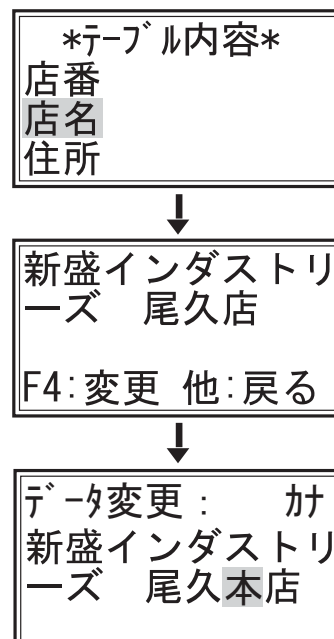 *ﾃｰﾌﾞﾙ内容*
店番
店名
住所
新盛インダストリ
ーズ　尾久店
F4:変更 他:戻る
ﾃﾞｰﾀ変更：　　ｶﾅ
新盛インダストリ
ーズ　尾久本店